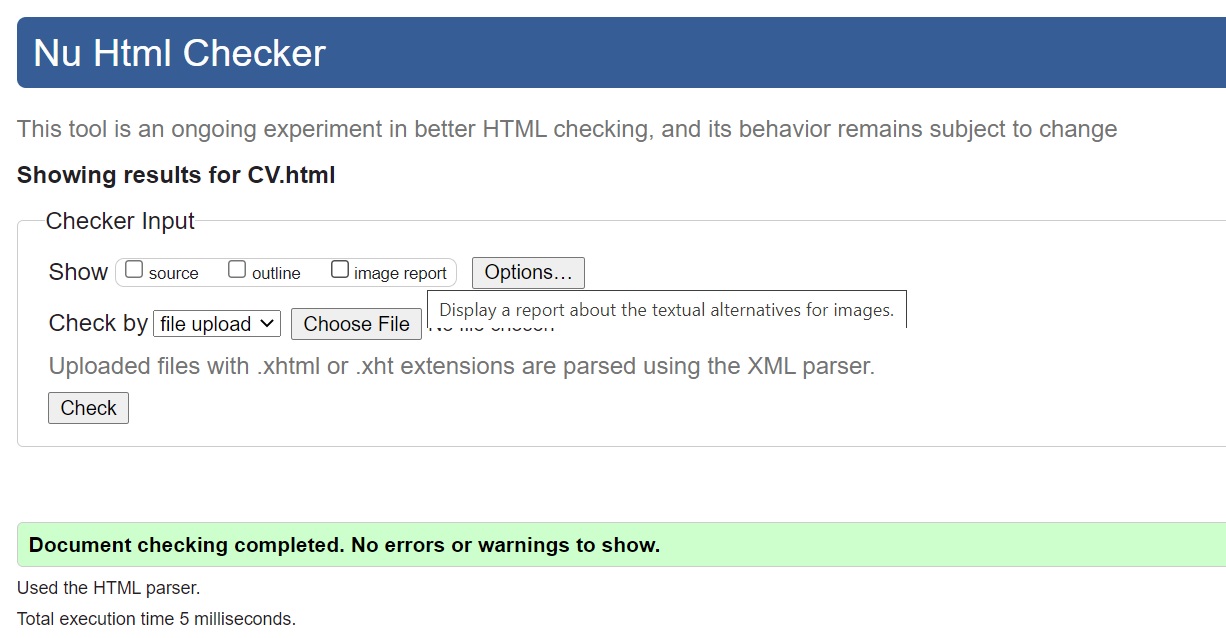 Nu Html Checker
This tool is an ongoing experiment in better HTML checking, and its behavior remains subject to change
Showing results for CV.html
Checker Input
Show source outline image report Options...
Display a report about the textual alternatives for images.
Check by file upload Choose File
Uploaded files with .xhtml or .xht extensions are parsed using the XML parser.
Check
Document checking completed. No errors or warnings to show.
Used the HTML parser.
Total execution time 5 milliseconds.